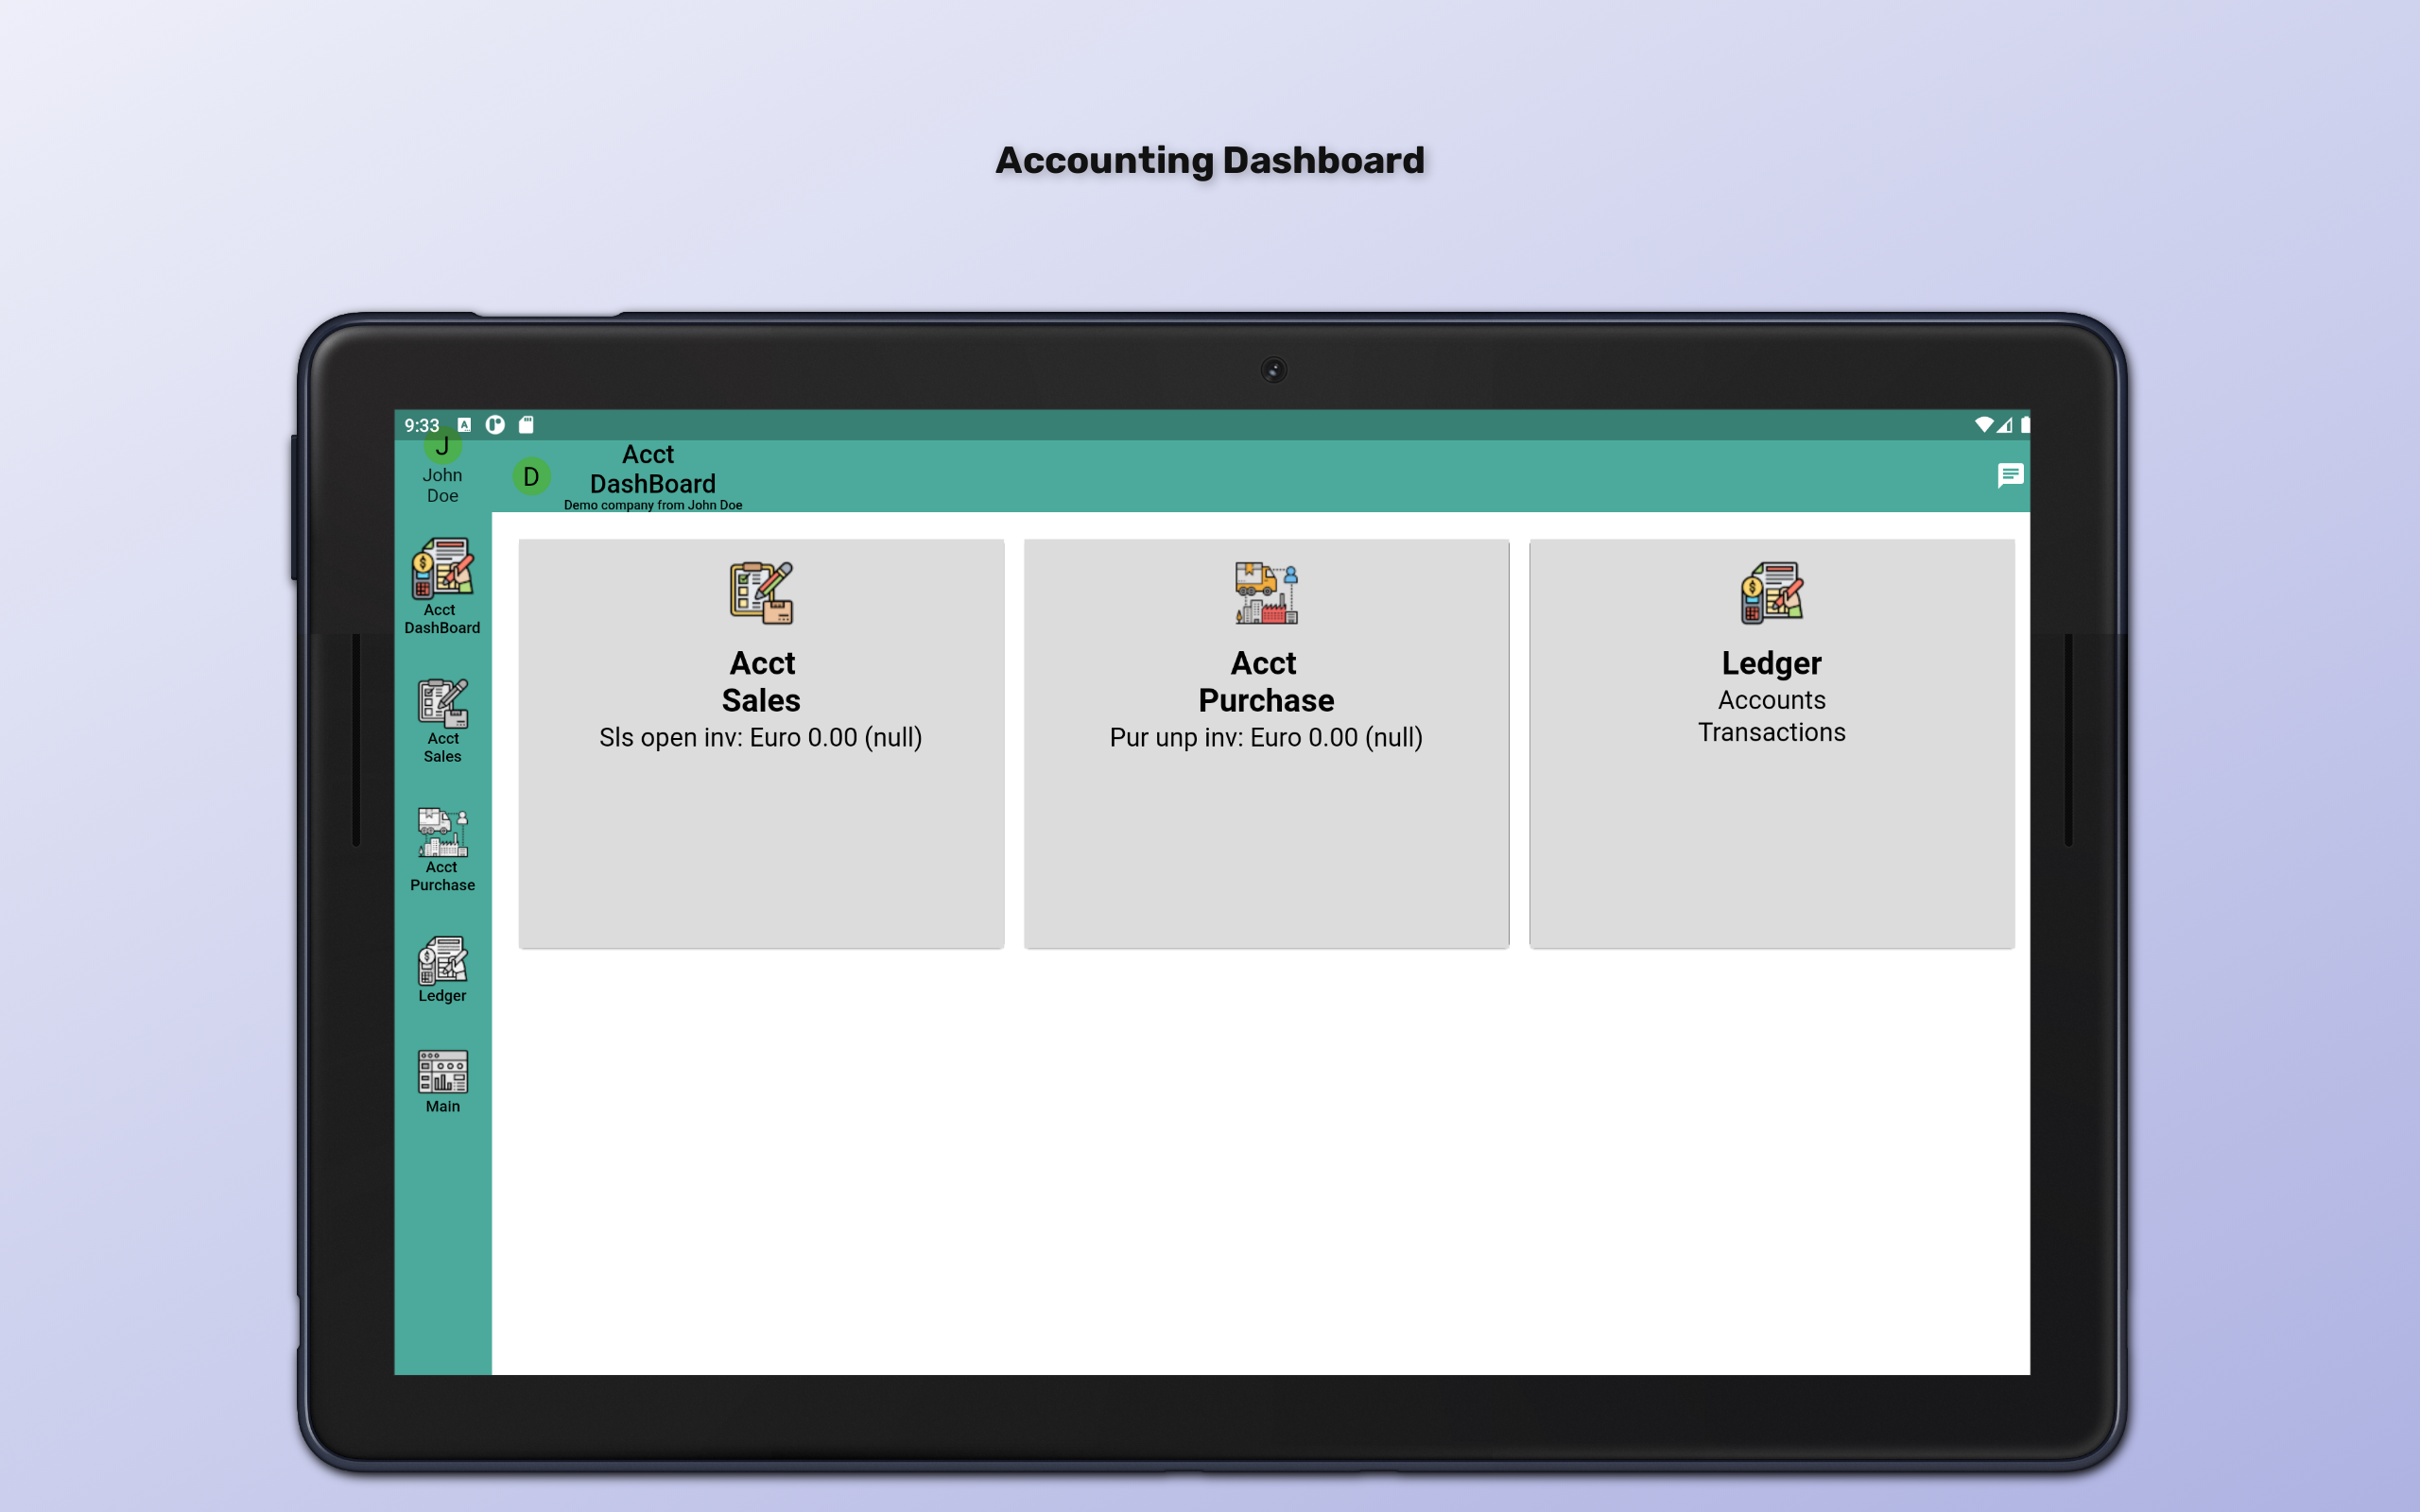 Accounting Dashboard
9:33
J
John
Doe
D
Acct
DashBoard
Demo company from John Doe
Acct
DashBoard
Acct
Sales
Acct
Purchase
Ledger
Main
Acct
Sales
Sls open inv: Euro 0.00 (null)
Acct
Purchase
Pur unp inv: Euro 0.00 (null)
Ledger
Accounts
Transactions